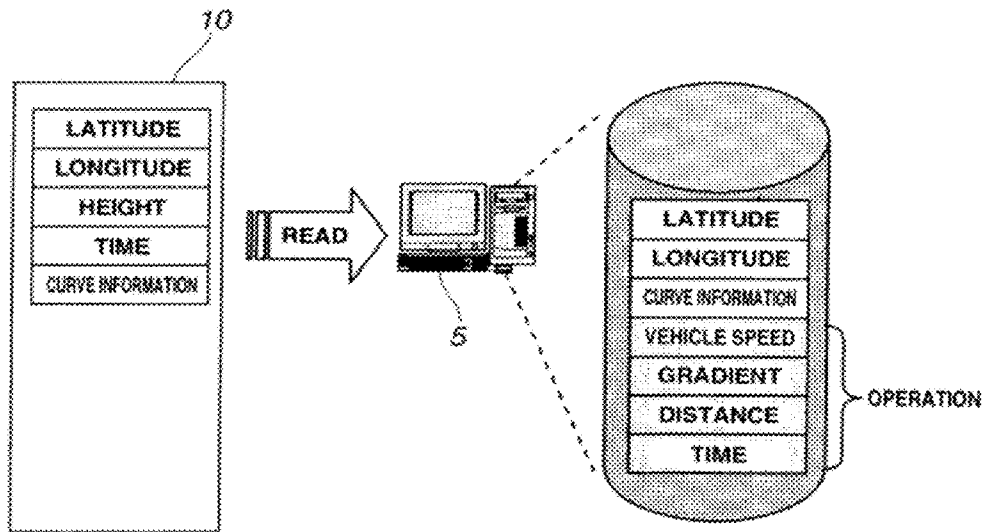 10
LATITUDE
LONGITUDE
HEIGHT
TIME
CURVE INFORMATION
READ
5
LATITUDE
LONGITUDE
CURVE INFORMATION
VEHICLE SPEED
GRADIENT
DISTANCE
TIME
OPERATION